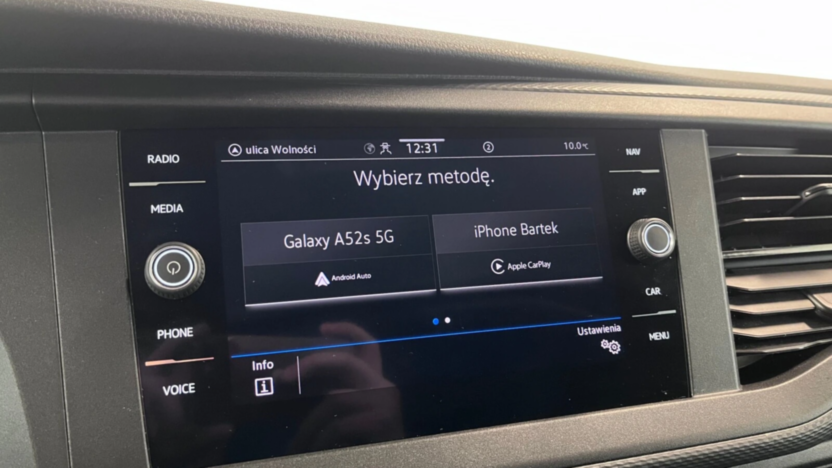 RADIO
MEDIA
PHONE
VOICE
ulica Wolności
12:31
2
10.0°C
Wybierz metodę.
Galaxy A52s 5G
Android Auto
iPhone Bartek
Apple CarPlay
Ustawienia
Info
i
NAV
APP
CAR
MENU